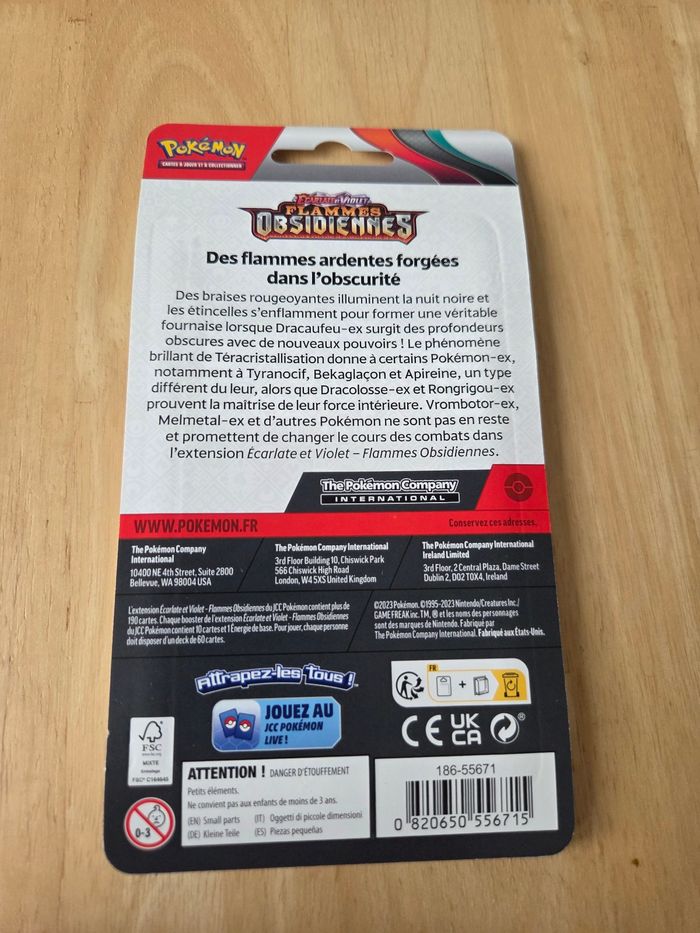 POKéMON
CARTES À JOUER ET À COLLECTIONNER
ÉCARLATE ET VIOLET
FLAMMES
OBSIDIENNES
Des flammes ardentes forgées
dans l'obscurité
Des braises rougeoyantes illuminent la nuit noire et
les étincelles s'enflamment pour former une véritable
fournaise lorsque Dracaufeu-ex surgit des profondeurs
obscures avec de nouveaux pouvoirs ! Le phénomène
brillant de Téracristallisation donne à certains Pokémon-ex,
notamment à Tyranocif, Bekaglaçon et Apireine, un type
différent du leur, alors que Dracolosse-ex et Rongrigou-ex
prouvent la maîtrise de leur force intérieure. Vrombotor-ex,
Melmetal-ex et d'autres Pokémon ne sont pas en reste
et promettent de changer le cours des combats dans
l'extension Écarlate et Violet – Flammes Obsidiennes.
The Pokémon Company
INTERNATIONAL
WWW.POKEMON.FR
Conservez ces adresses.
The Pokémon Company
International
10400 NE 4th Street, Suite 2800
Bellevue, WA 98004 USA
The Pokémon Company International
3rd Floor Building 10, Chiswick Park
566 Chiswick High Road
London, W4 5XS United Kingdom
The Pokémon Company International
Ireland Limited
3rd Floor, 2 Central Plaza, Dame Street
Dublin 2, D02 T0X4, Ireland
L'extension Écarlate et Violet – Flammes Obsidiennes du JCC Pokémon contient plus de
190 cartes. Chaque booster de l'extension Écarlate et Violet – Flammes Obsidiennes
du JCC Pokémon contient 10 cartes et 1 Énergie de base. Pour jouer, chaque personne
doit disposer d'un deck de 60 cartes.
©2023 Pokémon. ©1995-2023 Nintendo/Creatures Inc./
GAME FREAK inc. TM, ® et les noms des personnages
sont des marques de Nintendo. Fabriqué par
The Pokémon Company International. Fabriqué aux États-Unis.
Attrapez-les Tous !™
JOUEZ AU
JCC POKÉMON
LIVE !
FR
+
CE
UK
CA
®
FSC
www.fsc.org
MIXTE
Emballage
FSC® C164645
0-3
ATTENTION ! DANGER D'ÉTOUFFEMENT
Petits éléments.
Ne convient pas aux enfants de moins de 3 ans.
(EN) Small parts (IT) Oggetti di piccole dimensioni
(DE) Kleine Teile (ES) Piezas pequeñas
186-55671
0 820650 556715